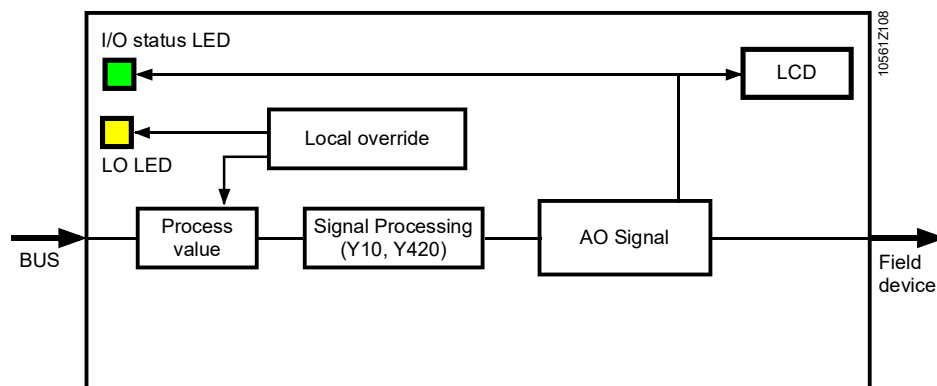 I/O status LED
10561Z108
LCD
Local override
LO LED
Process
value
Signal Processing
(Y10, Y420)
AO Signal
BUS
Field
device